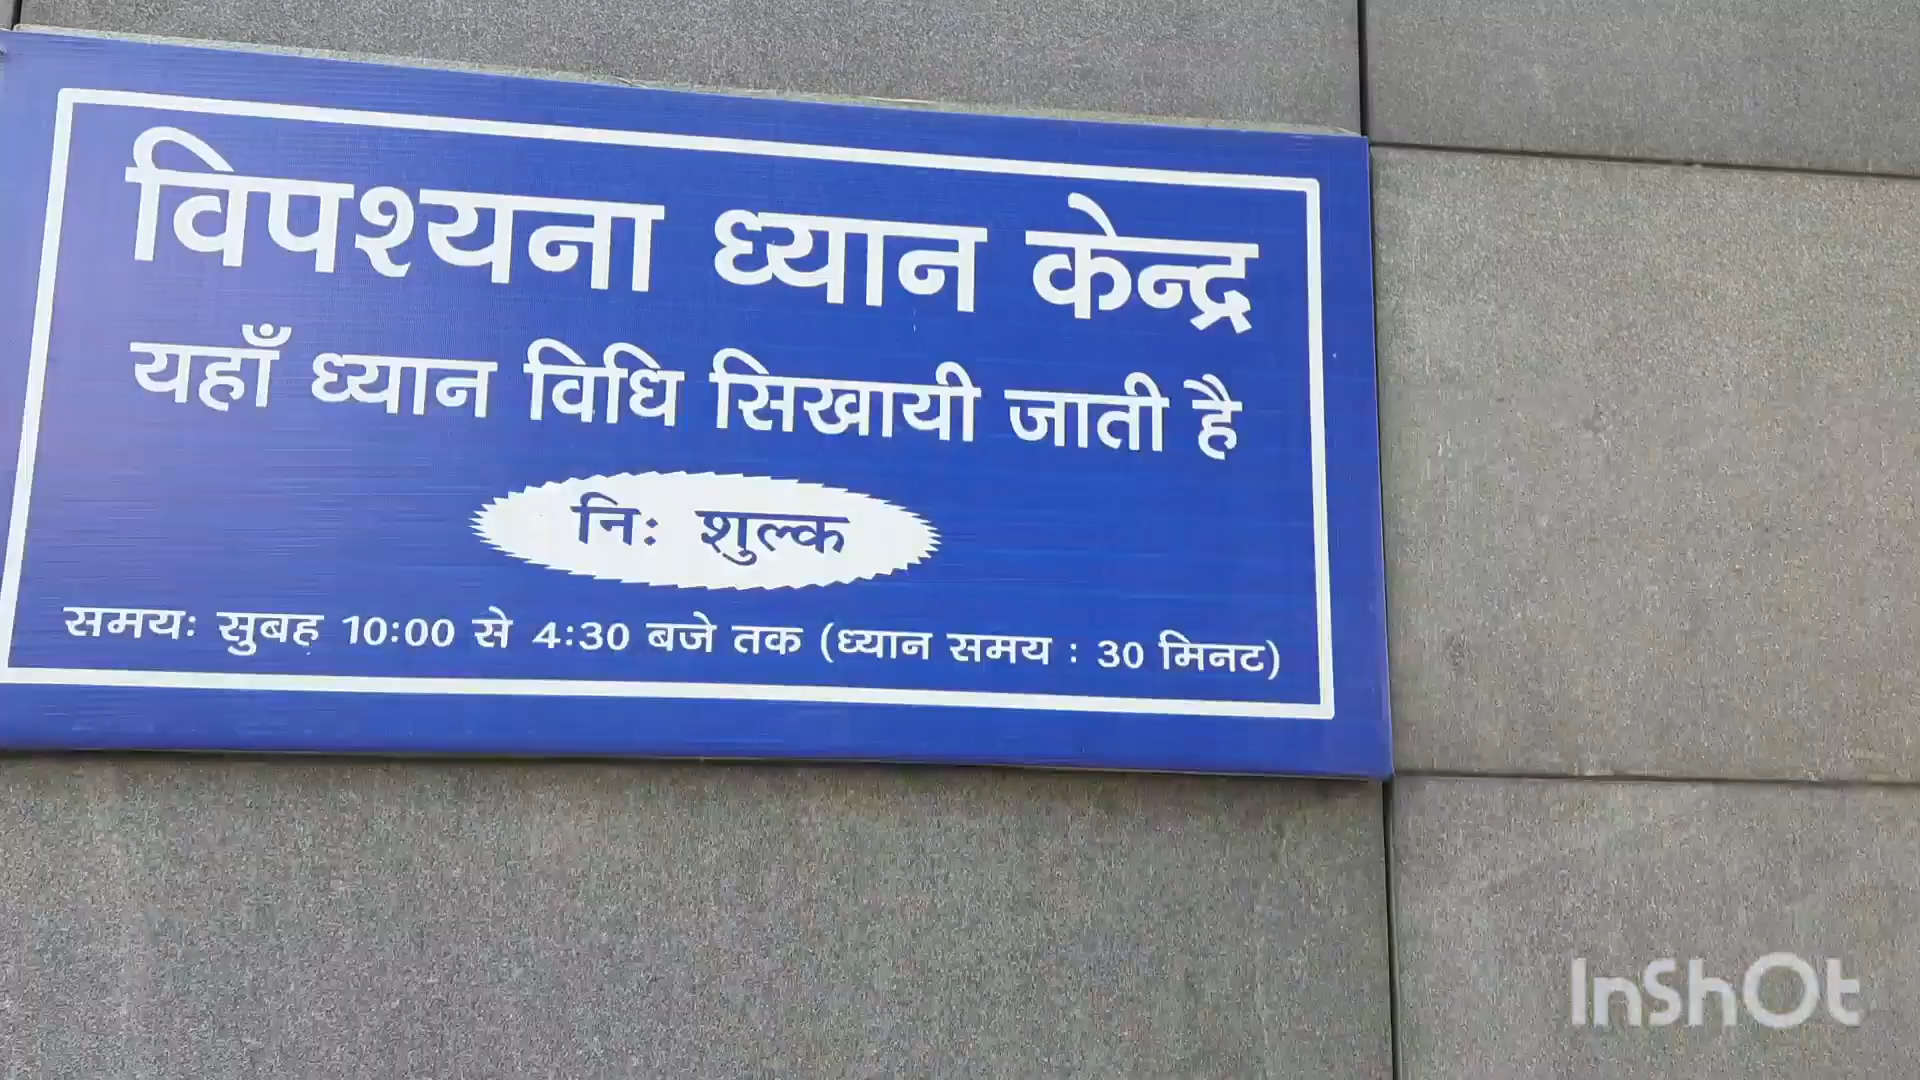 विपश्यना ध्यान केन्द्र
यहाँ ध्यान विधि सिखायी जाती है
निः शुल्क
समयः सुबह 10:00 से 4:30 बजे तक (ध्यान समय : 30 मिनट)
InShOt